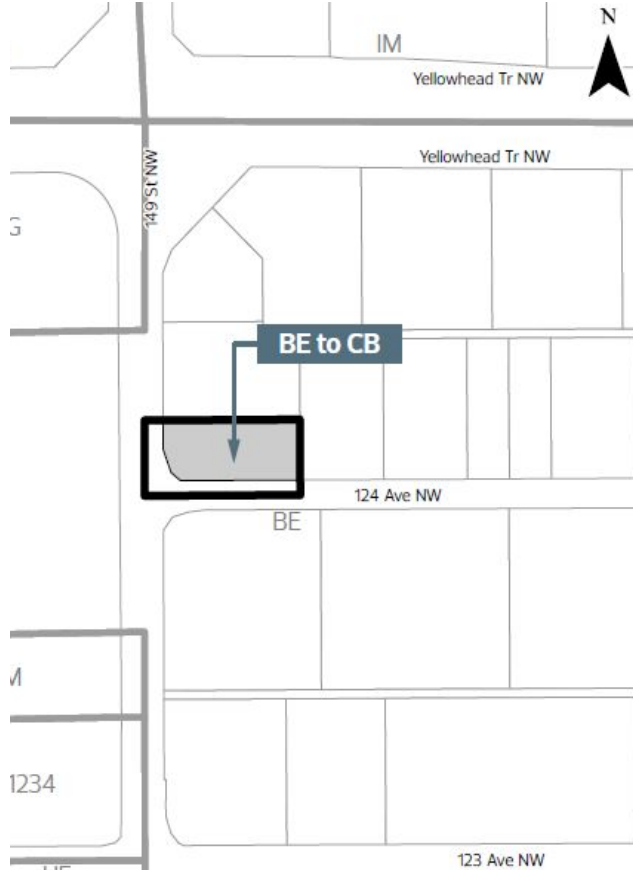 N
IM
Yellowhead Tr NW
Yellowhead Tr NW
149 St NW
G
BE to CB
124 Ave NW
BE
M
1234
123 Ave NW